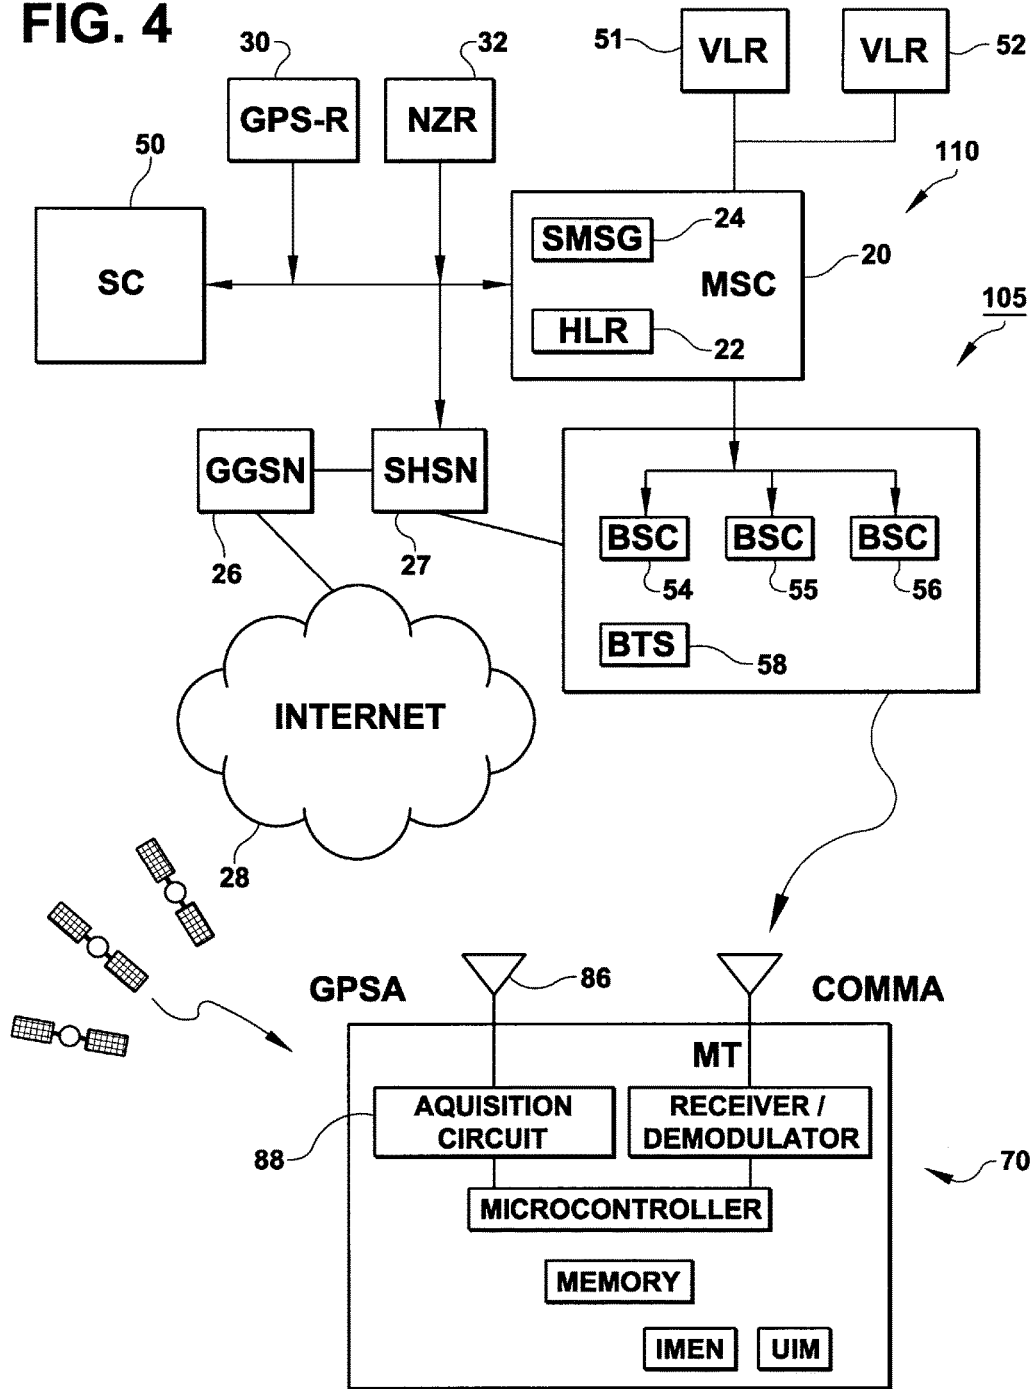 FIG. 4
30
32
51
VLR
VLR
52
GPS-R
NZR
50
110
SC
SMSG
24
MSC
20
HLR
22
105
GGSN
SHSN
26
27
BSC
BSC
BSC
54
55
56
BTS
58
INTERNET
28
GPSA
86
COMMA
MT
AQUISITION
CIRCUIT
RECEIVER /
DEMODULATOR
88
70
MICROCONTROLLER
MEMORY
IMEN
UIM